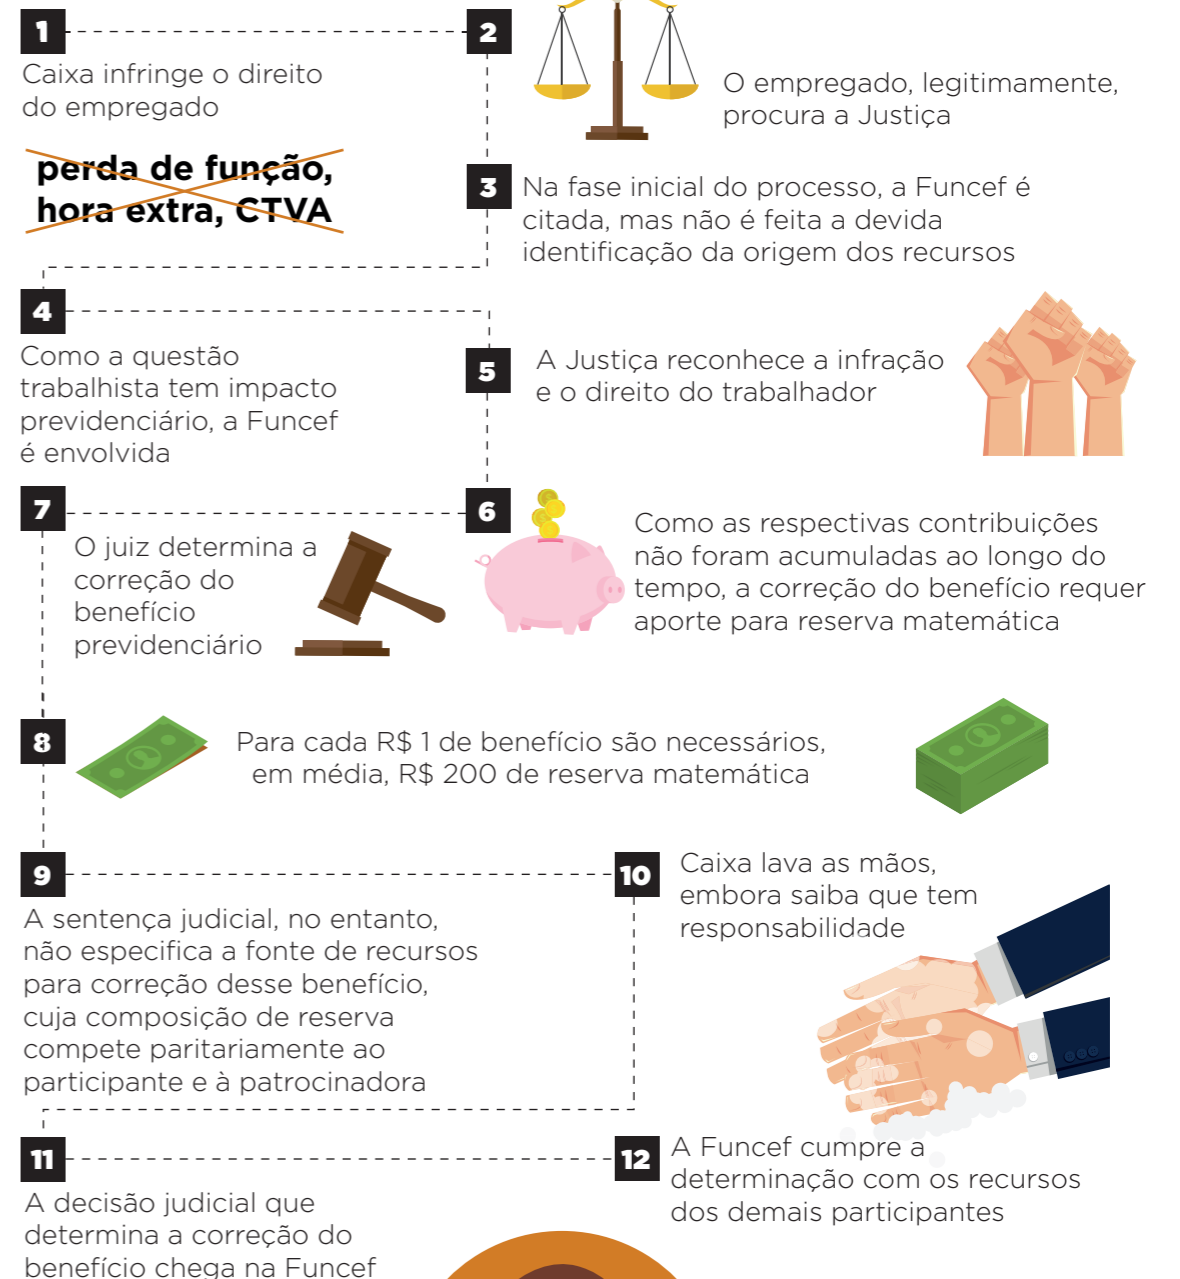 1
Caixa infringe o direito
do empregado
perda de função,
hora extra, CTVA
2
O empregado, legitimamente,
procura a Justiça
3
Na fase inicial do processo, a Funcef é
citada, mas não é feita a devida
identificação da origem dos recursos
4
Como a questão
trabalhista tem impacto
previdenciário, a Funcef
é envolvida
5
A Justiça reconhece a infração
e o direito do trabalhador
6
Como as respectivas contribuições
não foram acumuladas ao longo do
tempo, a correção do benefício requer
aporte para reserva matemática
7
O juiz determina a
correção do
benefício
previdenciário
8
Para cada R$ 1 de benefício são necessários,
em média, R$ 200 de reserva matemática
9
A sentença judicial, no entanto,
não especifica a fonte de recursos
para correção desse benefício,
cuja composição de reserva
compete paritariamente ao
participante e à patrocinadora
10
Caixa lava as mãos,
embora saiba que tem
responsabilidade
11
A decisão judicial que
determina a correção do
benefício chega na Funcef
12
A Funcef cumpre a
determinação com os recursos
dos demais participantes